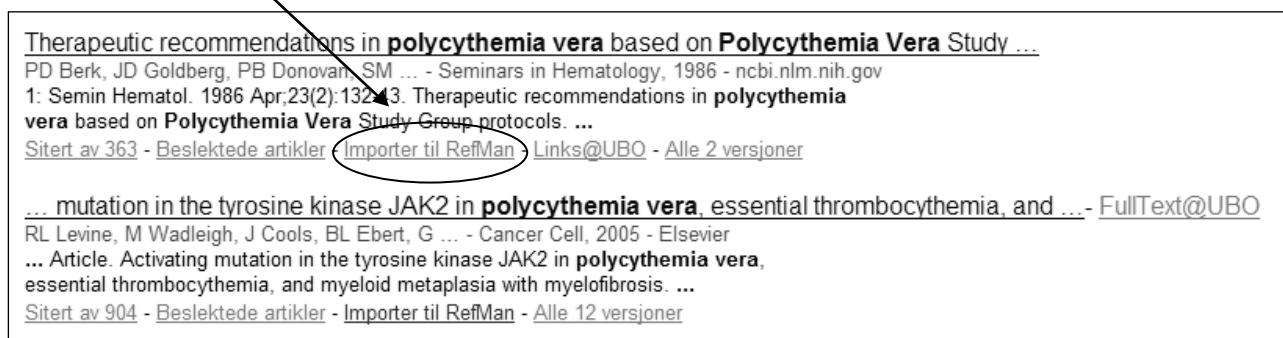 Therapeutic recommendations in polycythemia vera based on Polycythemia Vera Study ...
PD Berk, JD Goldberg, PB Donovan, SM ... - Seminars in Hematology, 1986 - ncbi.nlm.nih.gov
1: Semin Hematol. 1986 Apr;23(2):132-43. Therapeutic recommendations in polycythemia
vera based on Polycythemia Vera Study Group protocols. ...
Sitert av 363 - Beslektede artikler - Importer til RefMan - Links@UBO - Alle 2 versjoner
... mutation in the tyrosine kinase JAK2 in polycythemia vera, essential thrombocythemia, and ...- FullText@UBO
RL Levine, M Wadleigh, J Cools, BL Ebert, G ... - Cancer Cell, 2005 - Elsevier
... Article. Activating mutation in the tyrosine kinase JAK2 in polycythemia vera,
essential thrombocythemia, and myeloid metaplasia with myelofibrosis. ...
Sitert av 904 - Beslektede artikler - Importer til RefMan - Alle 12 versjoner